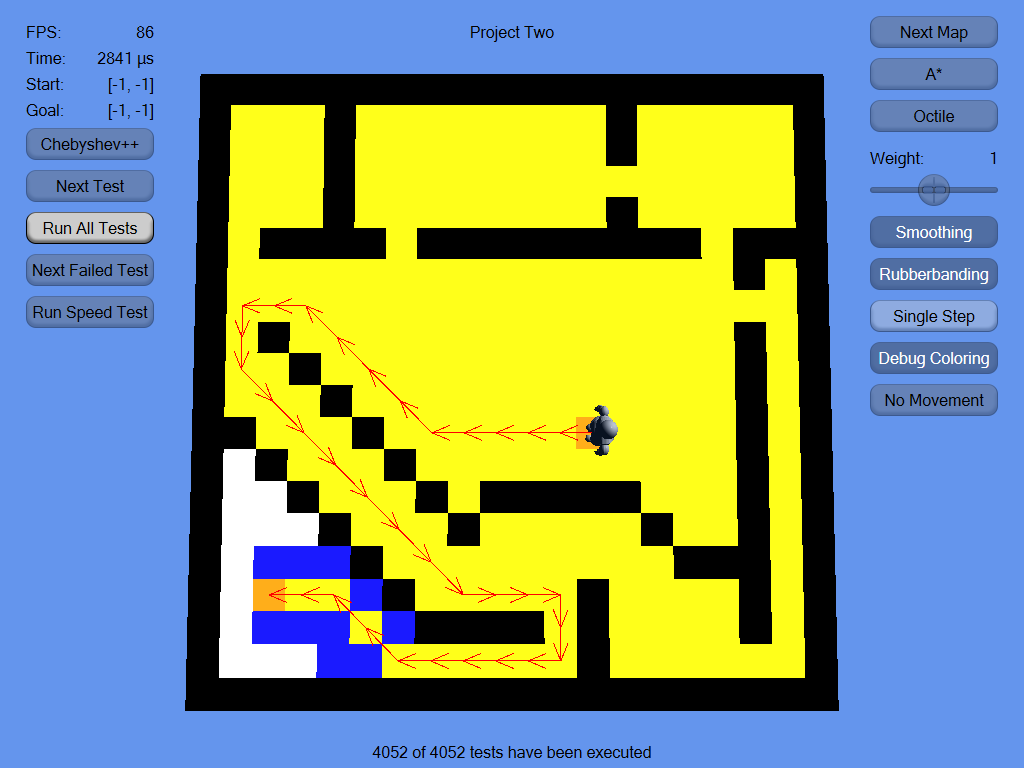 FPS: 86
Time: 2841 µs
Start: [-1, -1]
Goal: [-1, -1]
Chebyshev++
Next Test
Run All Tests
Next Failed Test
Run Speed Test
Project Two
Next Map
A*
Octile
Weight: 1
Smoothing
Rubberbanding
Single Step
Debug Coloring
No Movement
4052 of 4052 tests have been executed